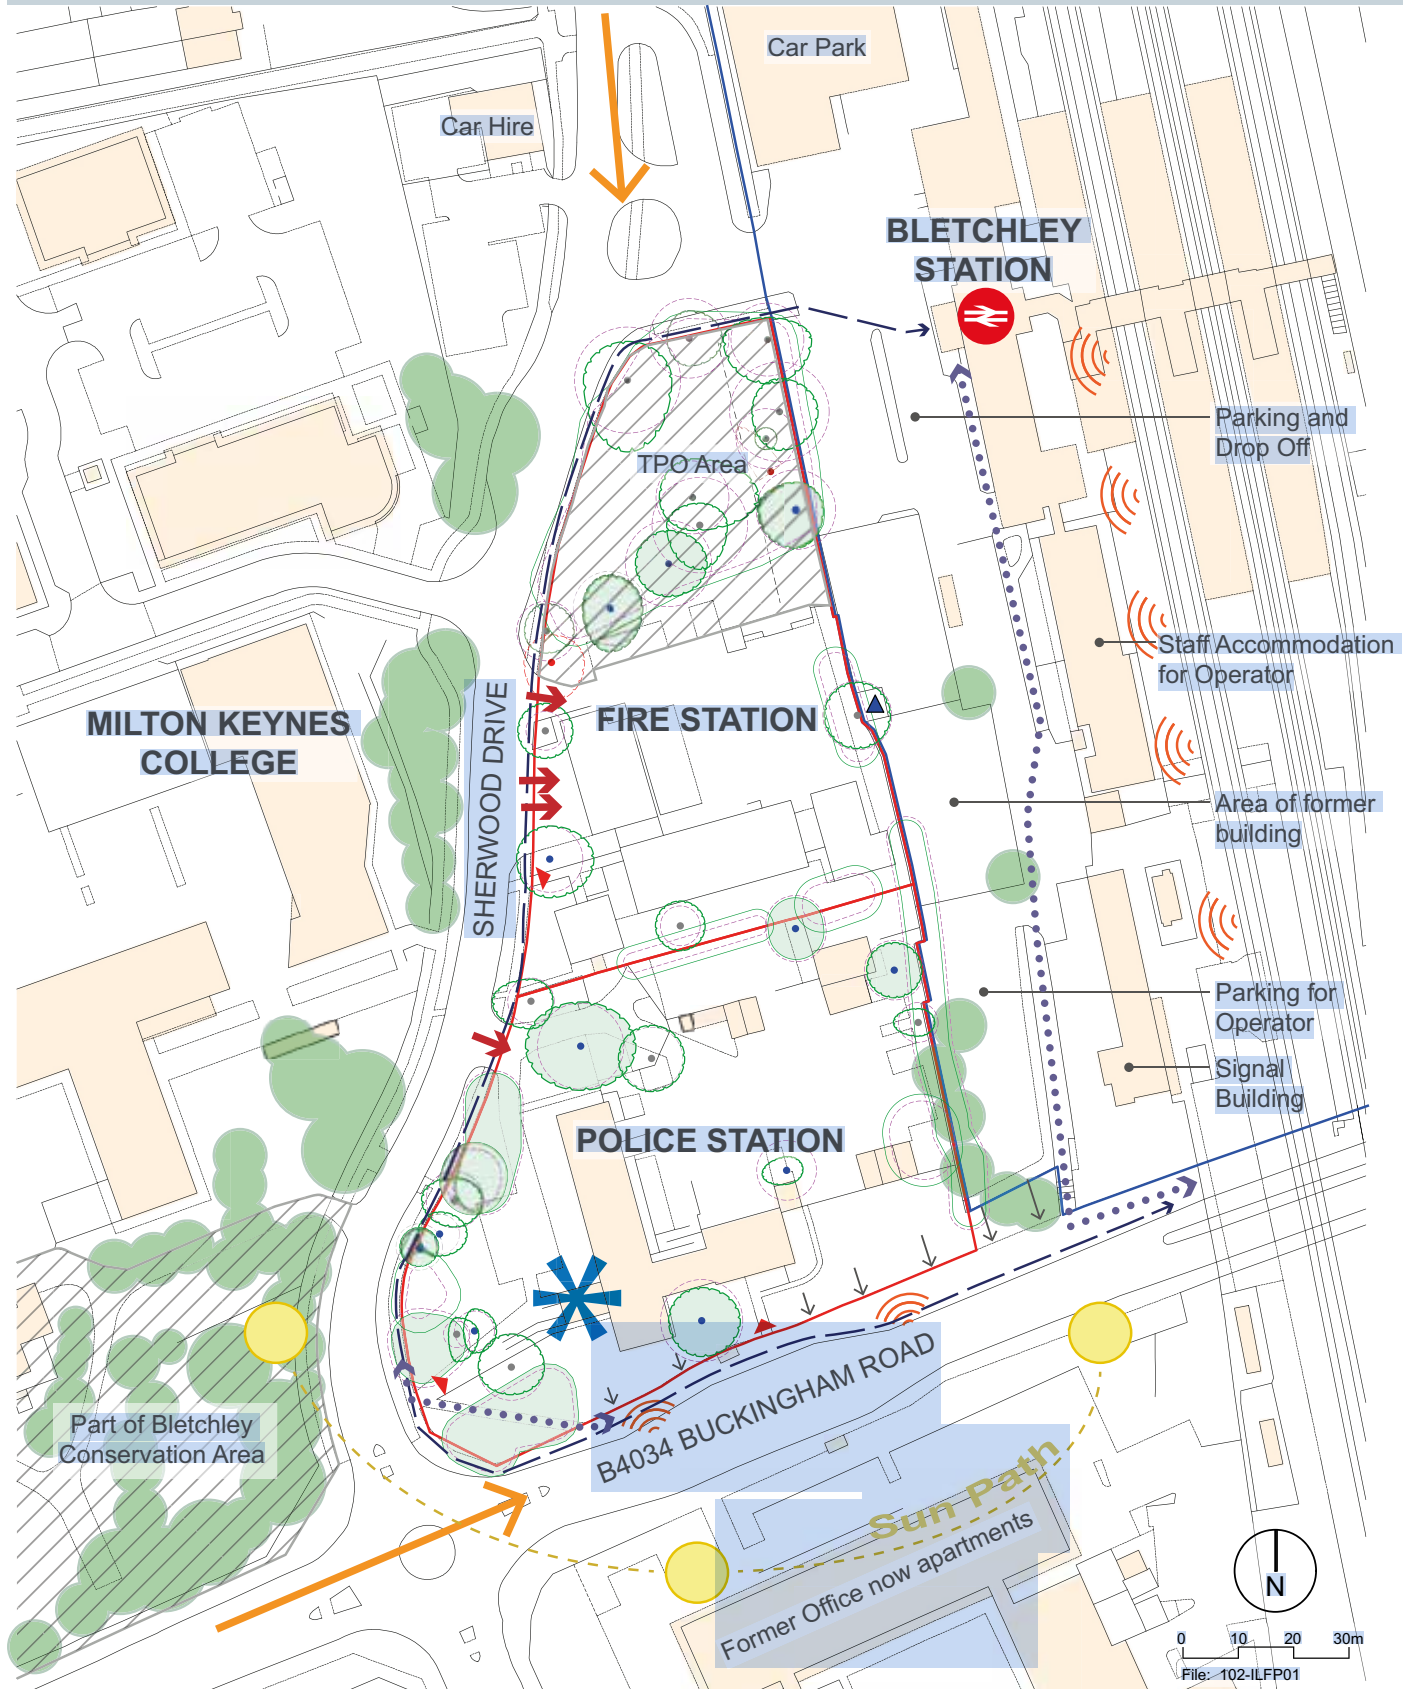 Car Park
Car Hire
BLETCHLEY
STATION
Parking and
Drop Off
TPO Area
Staff Accommodation
for Operator
MILTON KEYNES
COLLEGE
SHERWOOD DRIVE
FIRE STATION
Area of former
building
Parking for
Operator
Signal
Building
POLICE STATION
Part of Bletchley
Conservation Area
B4034 BUCKINGHAM ROAD
Sun Path
Former Office now apartments
N
0 10 20 30m
File: 102-ILFP01